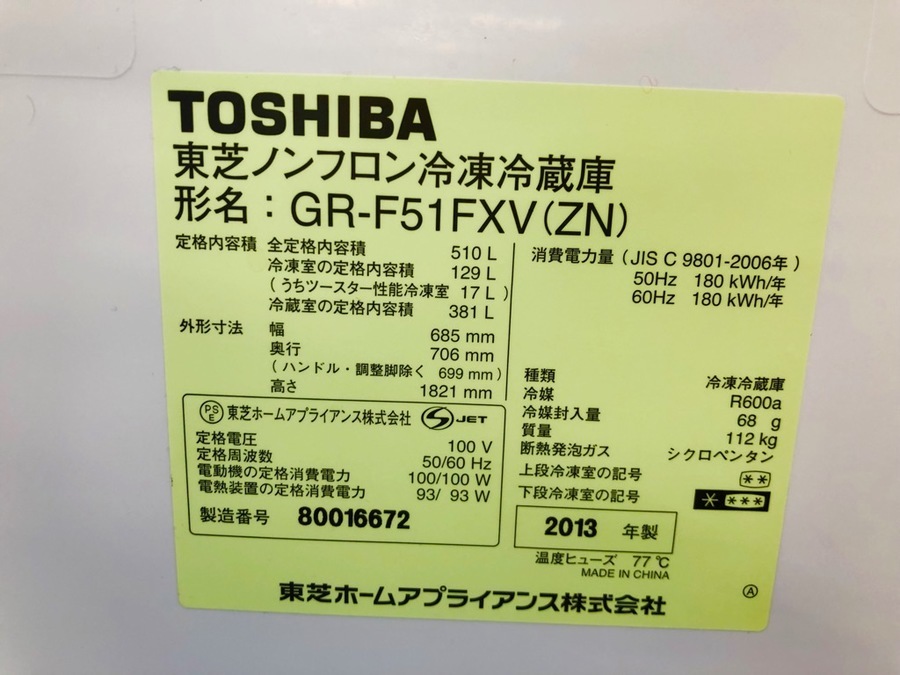 TOSHIBA
東芝ノンフロン冷凍冷蔵庫
形名：GR-F51FXV(ZN)
定格内容積 全定格内容積 510 L
冷凍室の定格内容積 129 L
(うちツースター性能冷凍室 17 L )
冷蔵室の定格内容積 381 L
外形寸法 幅 685 mm
奥行 706 mm
(ハンドル・調整脚除く 699 mm)
高さ 1821 mm
PSE 東芝ホームアプライアンス株式会社 S JET
定格電圧 100 V
定格周波数 50/60 Hz
電動機の定格消費電力 100/100 W
電熱装置の定格消費電力 93/ 93 W
製造番号 80016672
消費電力量 (JIS C 9801-2006年)
50Hz 180 kWh/年
60Hz 180 kWh/年
種類 冷凍冷蔵庫
冷媒 R600a
冷媒封入量 68 g
質量 112 kg
断熱発泡ガス シクロペンタン
上段冷凍室の記号 **
下段冷凍室の記号 * ***
2013 年製
温度ヒューズ 77℃
MADE IN CHINA
東芝ホームアプライアンス株式会社 A